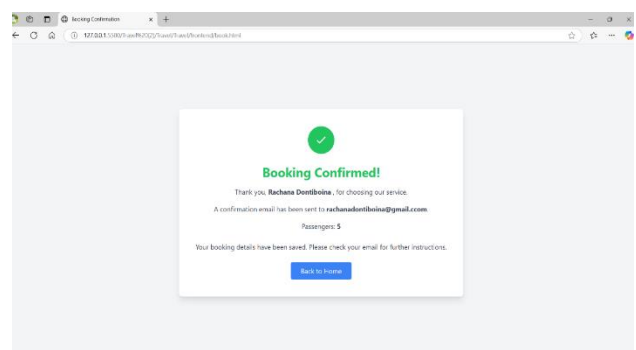 Booking Confirmation
Booking Confirmed!
Thank you, Rachana Dontiboina , for choosing our service.
A confirmation email has been sent to rachanadontiboina@gmail.ccom.
Passengers: 5
Your booking details have been saved. Please check your email for further instructions.
Back to Home